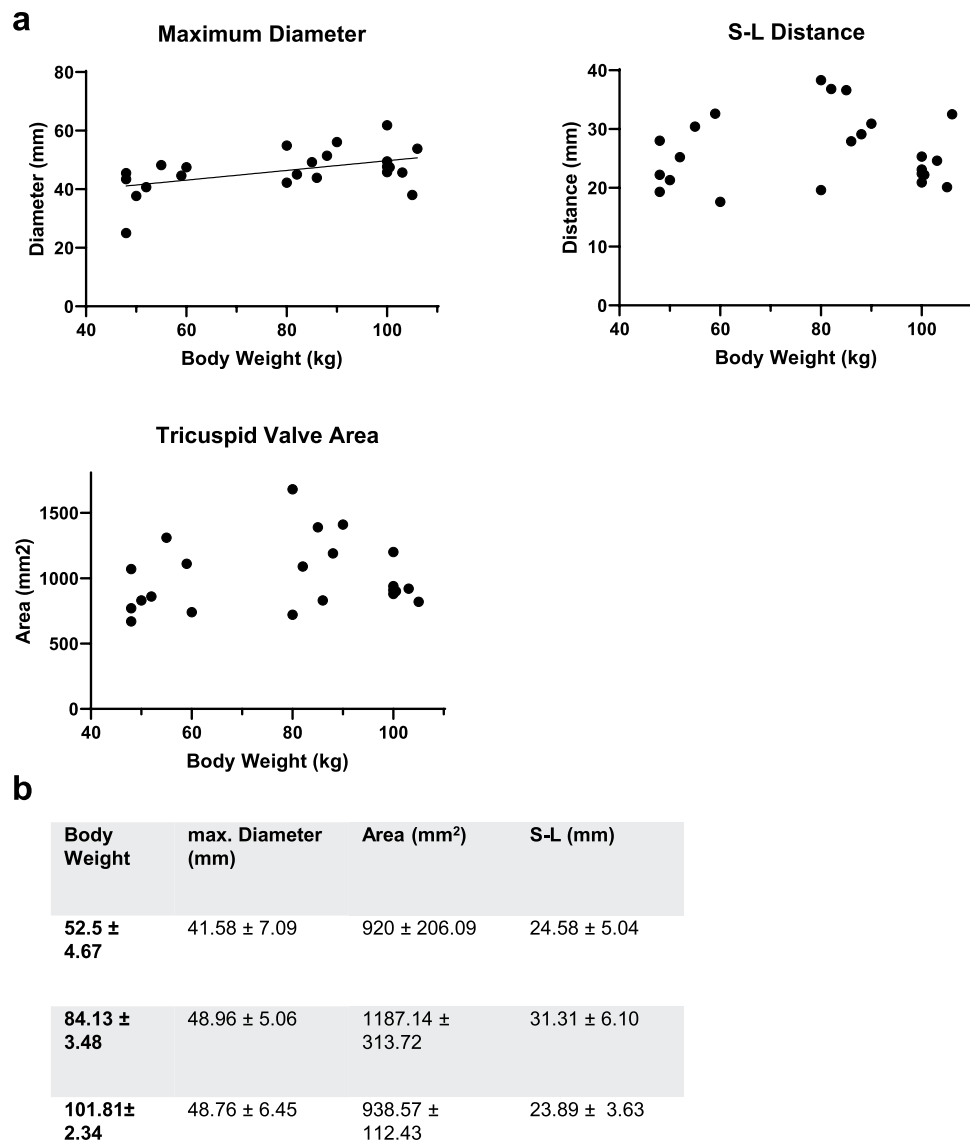 a
Maximum Diameter
80
60
40
20
0
Diameter (mm)
40 60 80 100
Body Weight (kg)
S-L Distance
40
30
20
10
0
Distance (mm)
40 60 80 100
Body Weight (kg)
Tricuspid Valve Area
1500
1000
500
0
Area (mm2)
40 60 80 100
Body Weight (kg)
b
Body max. Diameter Area (mm²) S-L (mm)
Weight (mm)
52.5 ± 41.58 ± 7.09 920 ± 206.09 24.58 ± 5.04
4.67
84.13 ± 48.96 ± 5.06 1187.14 ± 31.31 ± 6.10
3.48 313.72
101.81± 48.76 ± 6.45 938.57 ± 23.89 ± 3.63
2.34 112.43